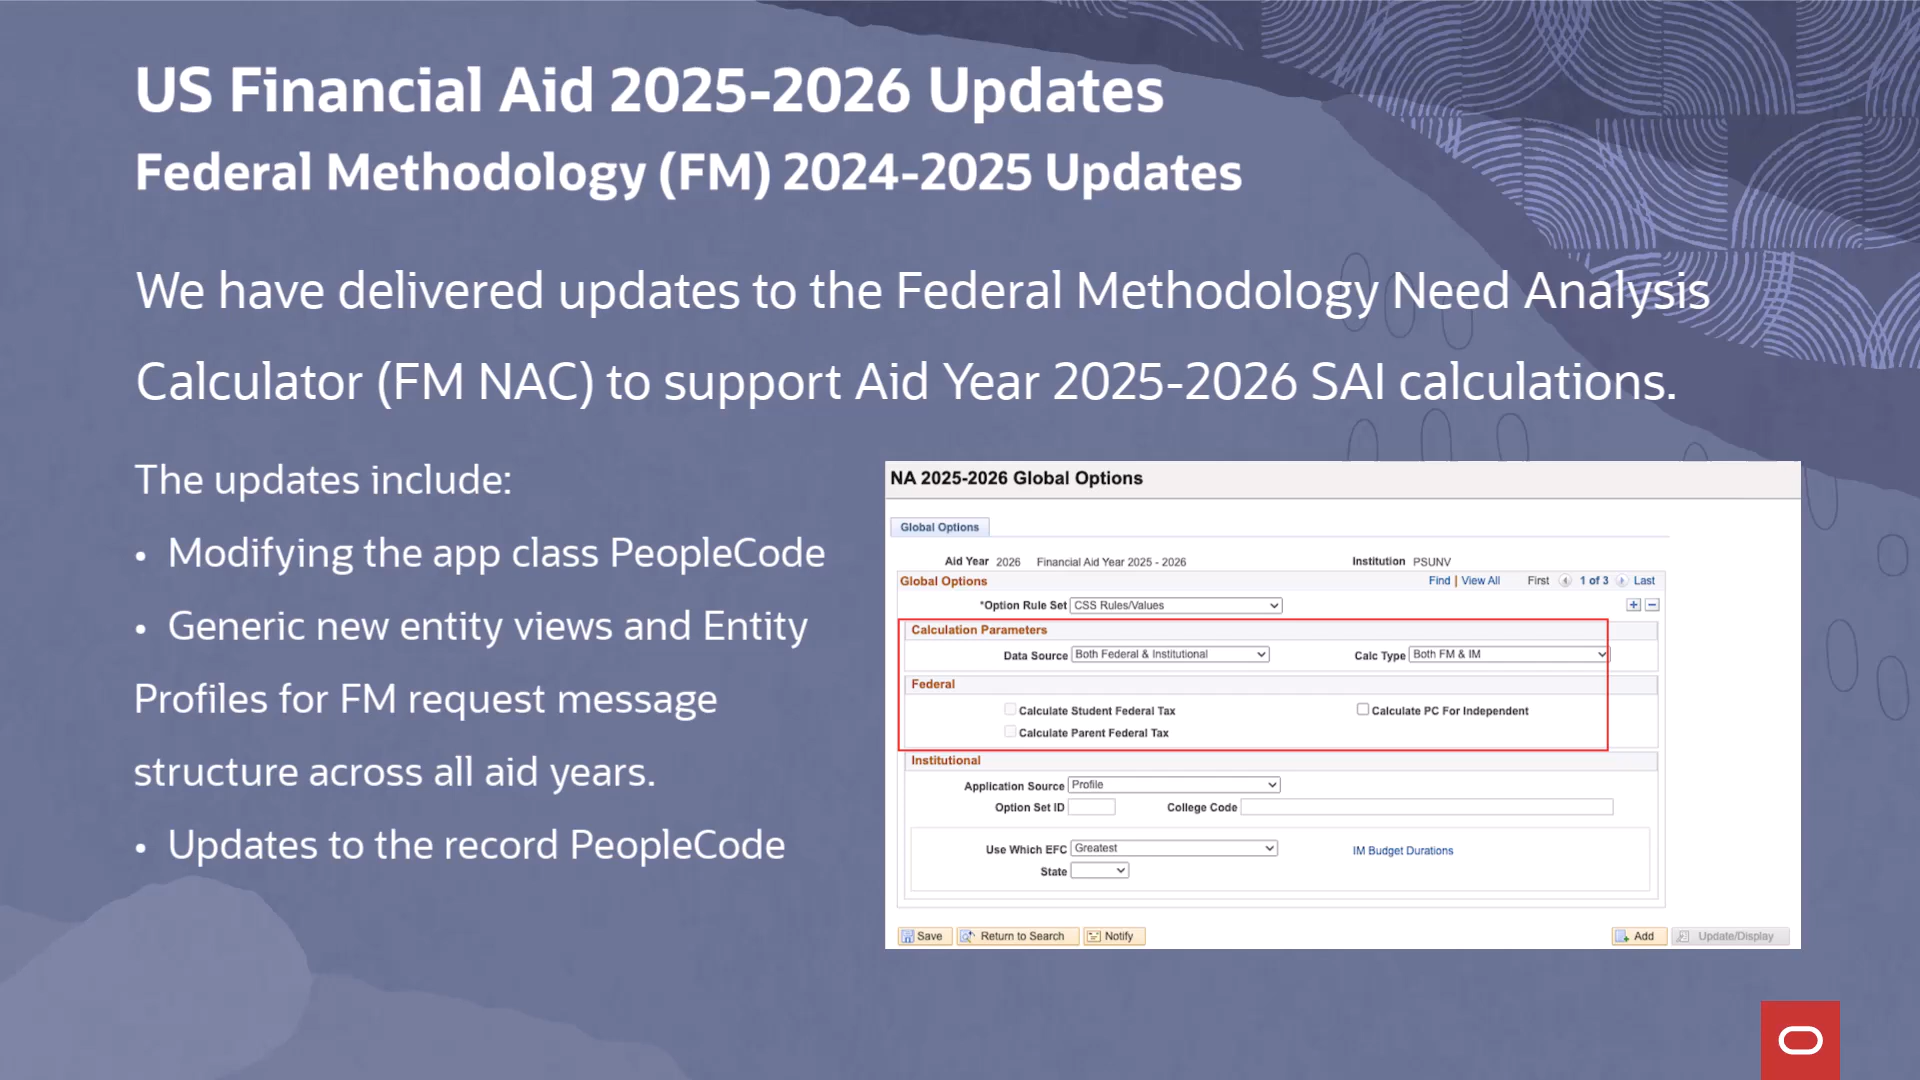 US Financial Aid 2025-2026 Updates
Federal Methodology (FM) 2024-2025 Updates
We have delivered updates to the Federal Methodology Need Analysis
Calculator (FM NAC) to support Aid Year 2025-2026 SAI calculations.
The updates include:
• Modifying the app class PeopleCode
• Generic new entity views and Entity
Profiles for FM request message
structure across all aid years.
• Updates to the record PeopleCode
NA 2025-2026 Global Options
Global Options
Aid Year 2026 Financial Aid Year 2025 - 2026 Institution PSUNV
Global Options Find | View All First 1 of 3 Last
*Option Rule Set CSS Rules/Values
Calculation Parameters
Data Source Both Federal & Institutional Calc Type Both FM & IM
Federal
Calculate Student Federal Tax Calculate PC For Independent
Calculate Parent Federal Tax
Institutional
Application Source Profile
Option Set ID College Code
Use Which EFC Greatest IM Budget Durations
State
Save Return to Search Notify Add Update/Display